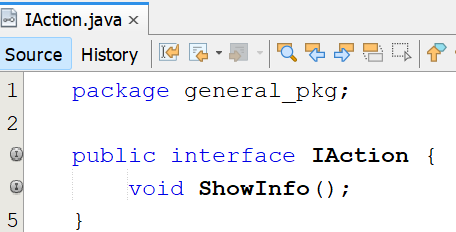 IAction.java ×
Source History
1 package general_pkg;
2
public interface IAction {
void ShowInfo();
5 }